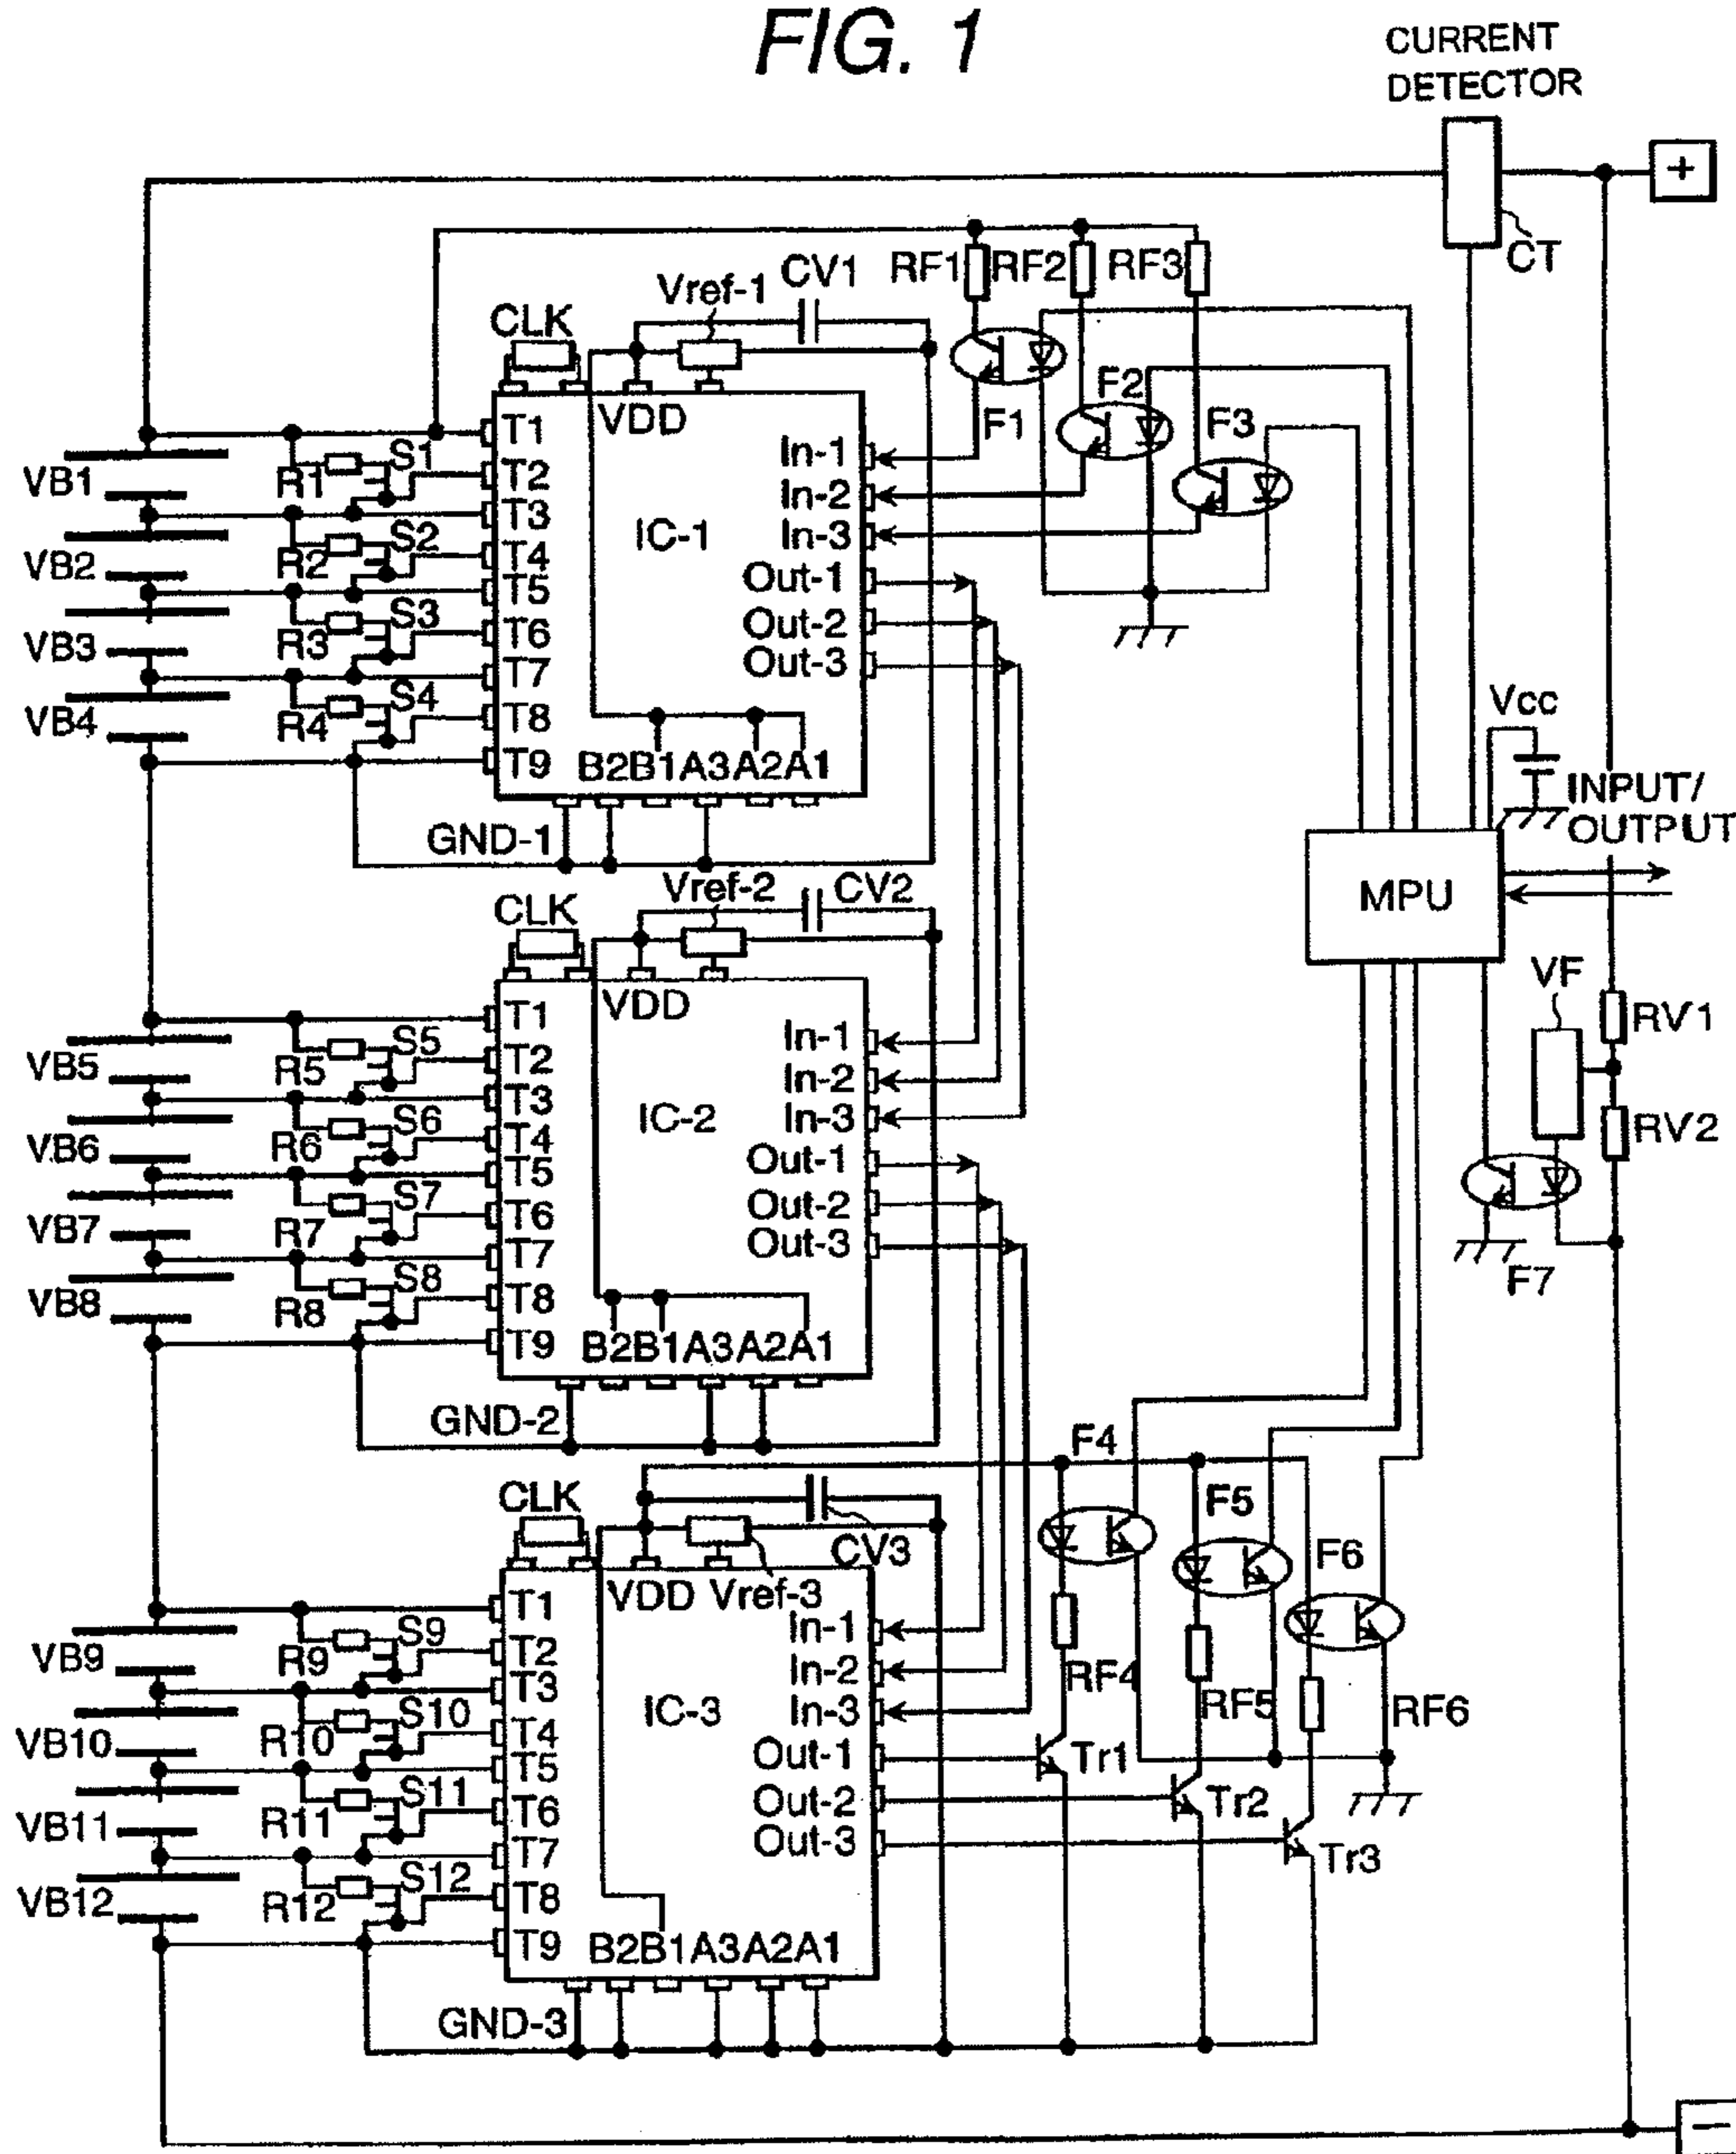 FIG. 1
CURRENT
DETECTOR
+
CT
RF1
RF2
RF3
CV1
Vref-1
CLK
F1
F2
F3
VDD
T1
T2
T3
T4
T5
T6
T7
T8
T9
IC-1
In-1
In-2
In-3
Out-1
Out-2
Out-3
B2B1A3A2A1
GND-1
VB1
VB2
VB3
VB4
R1
S1
R2
S2
R3
S3
R4
S4
Vcc
INPUT/
OUTPUT
MPU
VF
RV1
RV2
F7
Vref-2
CV2
CLK
VDD
T1
T2
T3
T4
T5
T6
T7
T8
T9
IC-2
In-1
In-2
In-3
Out-1
Out-2
Out-3
B2B1A3A2A1
GND-2
VB5
VB6
VB7
VB8
R5
S5
R6
S6
R7
S7
R8
S8
CLK
CV3
VDD
Vref-3
T1
T2
T3
T4
T5
T6
T7
T8
T9
IC-3
In-1
In-2
In-3
Out-1
Out-2
Out-3
B2B1A3A2A1
GND-3
VB9
VB10
VB11
VB12
R9
S9
R10
S10
R11
S11
R12
S12
F4
F5
F6
RF4
RF5
RF6
Tr1
Tr2
Tr3
−